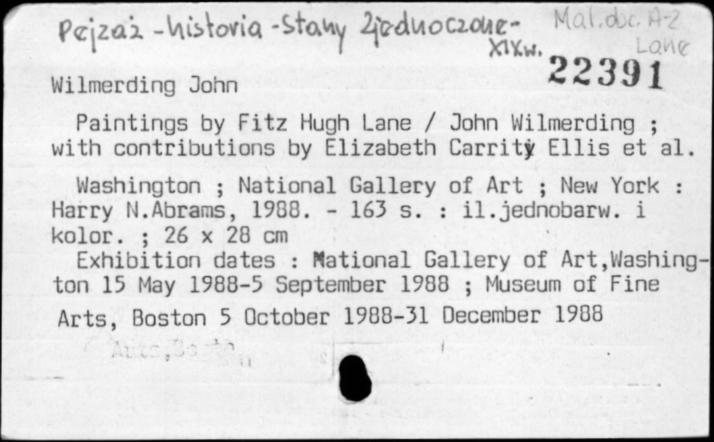 Pejzaż - historia - Stany Zjednoczone -
XIXw.
Mal.obc. A-Z
Lane
22391
Wilmerding John
Paintings by Fitz Hugh Lane / John Wilmerding ;
with contributions by Elizabeth Carrity Ellis et al.
Washington ; National Gallery of Art ; New York :
Harry N.Abrams, 1988. - 163 s. : il.jednobarw. i
kolor. ; 26 x 28 cm
Exhibition dates : National Gallery of Art,Washing-
ton 15 May 1988-5 September 1988 ; Museum of Fine
Arts, Boston 5 October 1988-31 December 1988